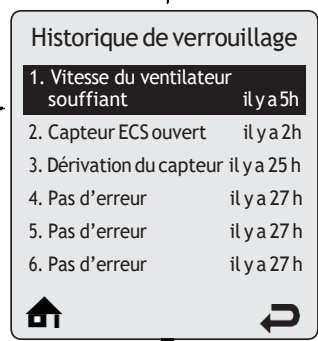 Historique de verrouillage
1. Vitesse du ventilateur
souffiant il y a 5h
2. Capteur ECS ouvert il y a 2h
3. Dérivation du capteur il y a 25 h
4. Pas d’erreur il y a 27 h
5. Pas d’erreur il y a 27 h
6. Pas d’erreur il y a 27 h